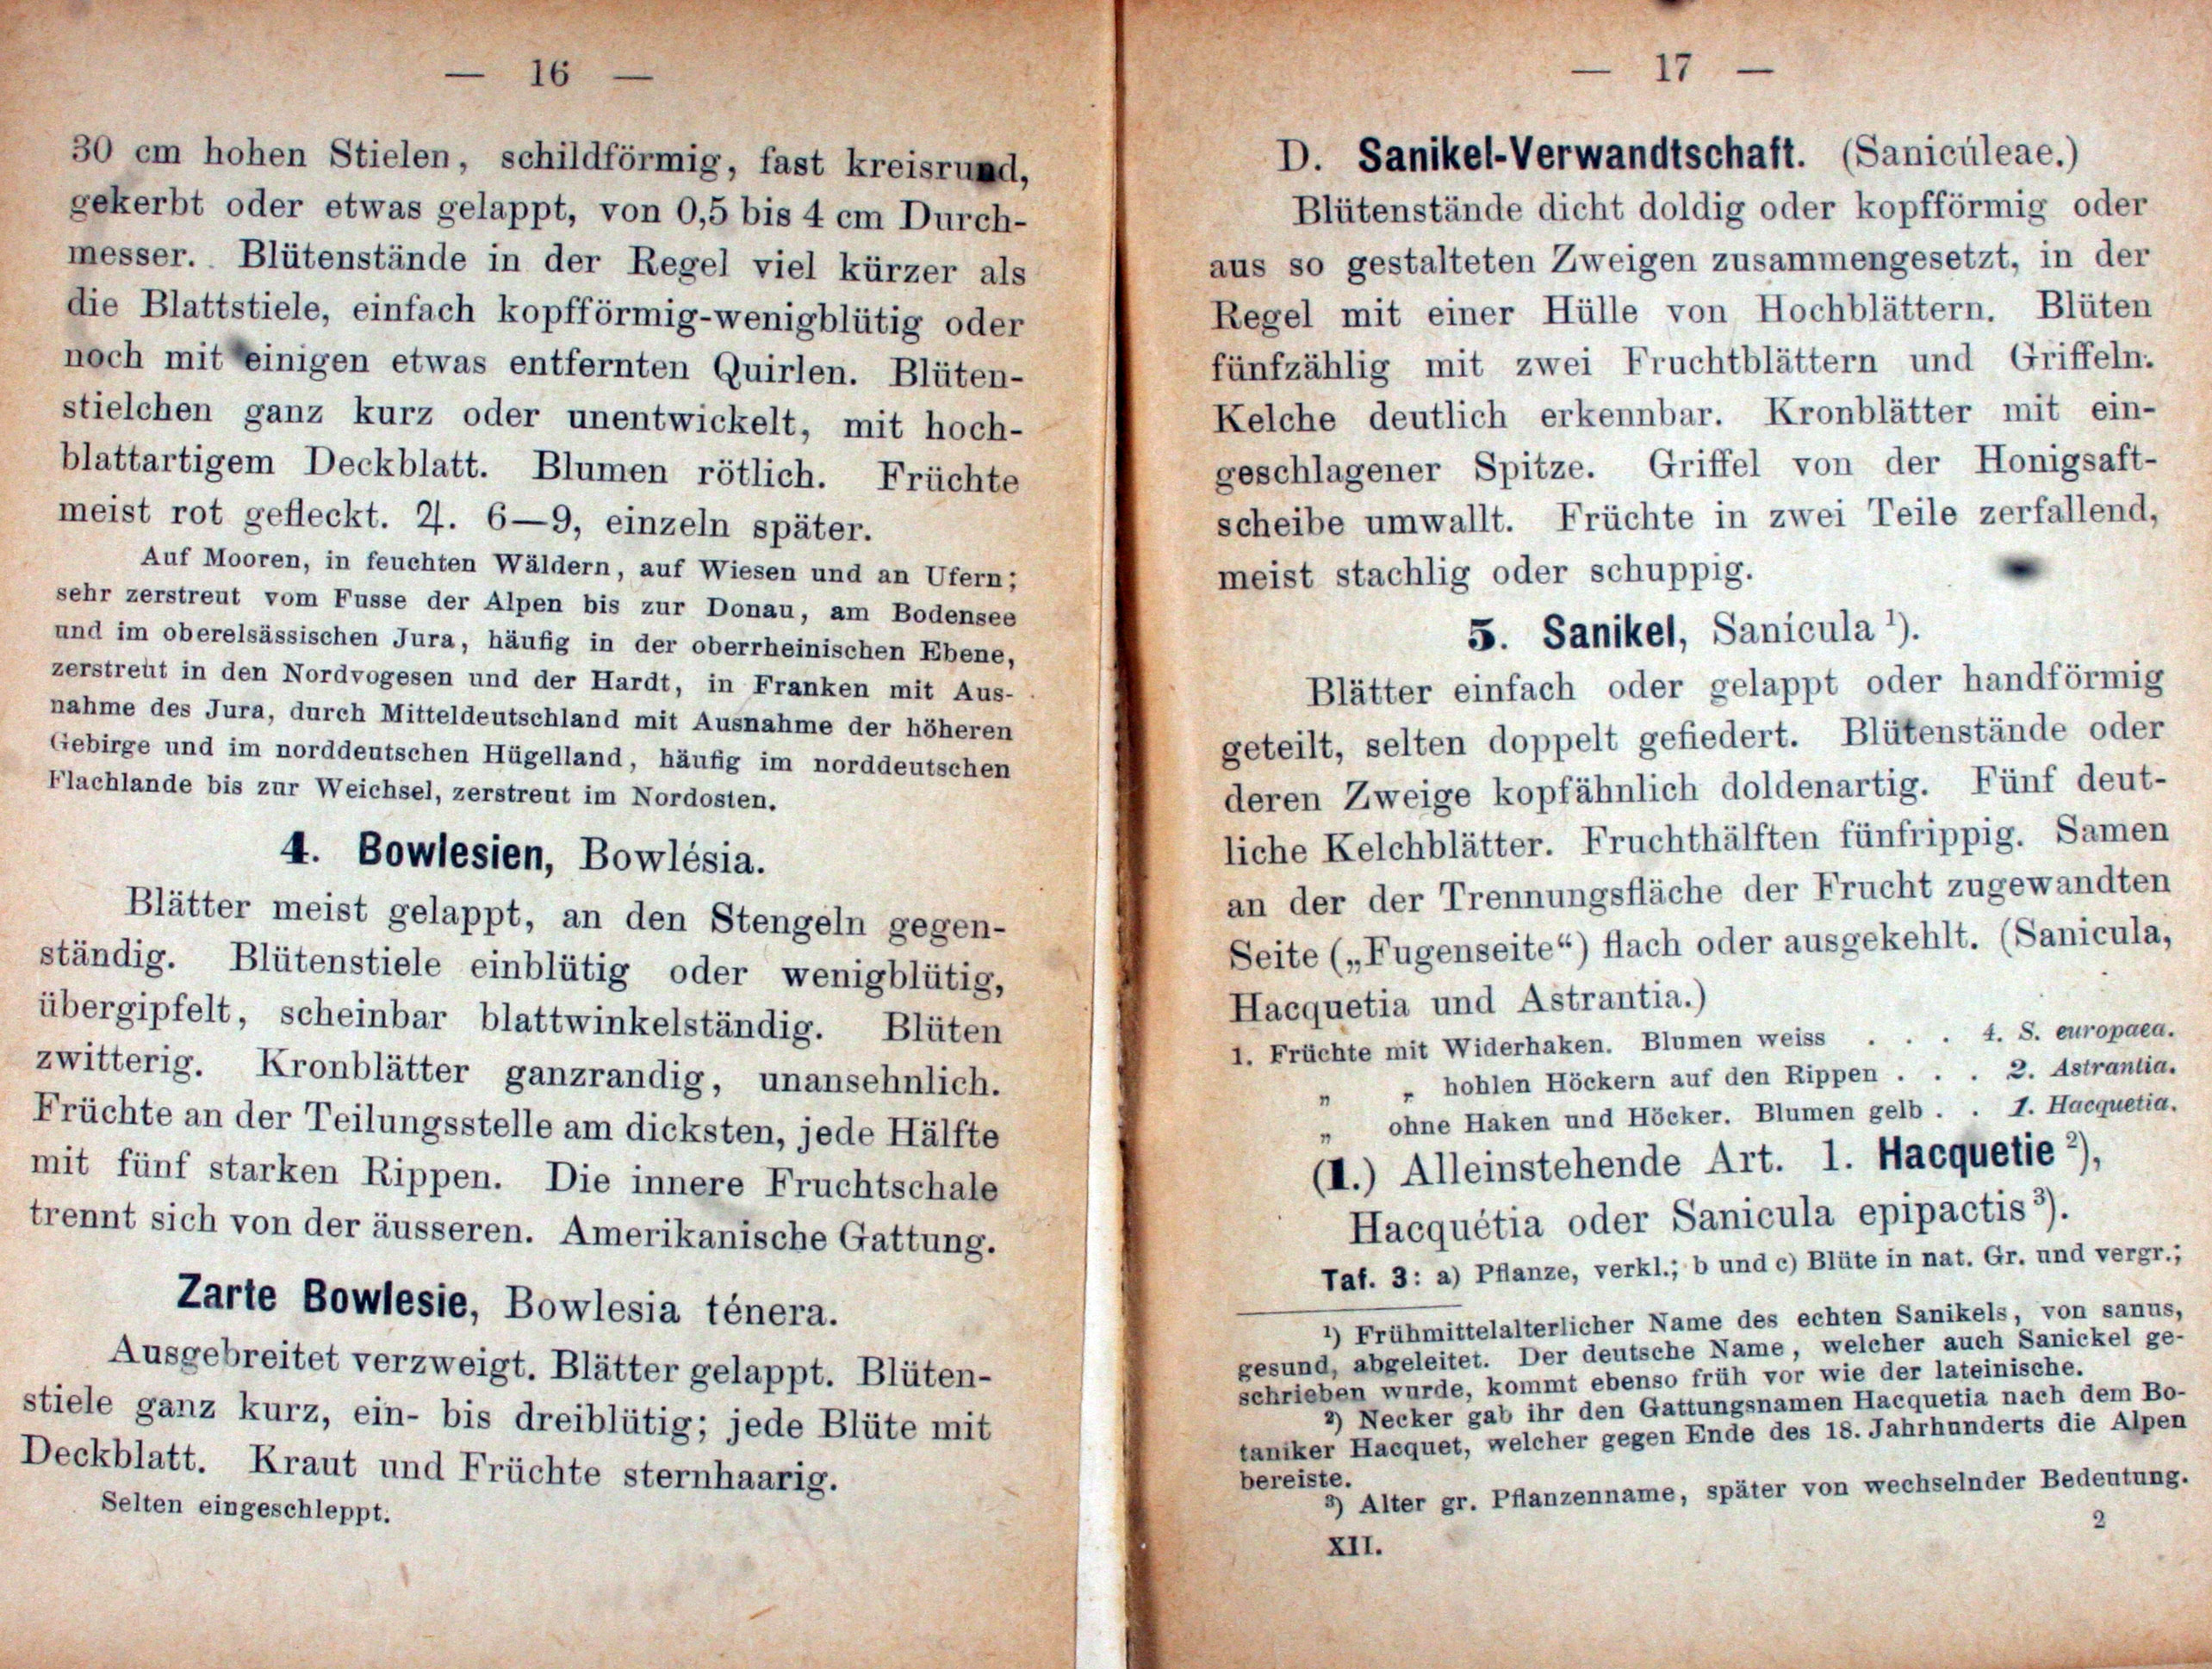 — 16 —
30 cm hohen Stielen, schildförmig, fast kreisrund,
gekerbt oder etwas gelappt, von 0,5 bis 4 cm Durch-
messer. Blütenstände in der Regel viel kürzer als
die Blattstiele, einfach kopfförmig-wenigblütig oder
noch mit einigen etwas entfernten Quirlen. Blüten-
stielchen ganz kurz oder unentwickelt, mit hoch-
blattartigem Deckblatt. Blumen rötlich. Früchte
meist rot gefleckt. ♃. 6—9, einzeln später.
Auf Mooren, in feuchten Wäldern, auf Wiesen und an Ufern;
sehr zerstreut vom Fusse der Alpen bis zur Donau, am Bodensee
und im oberelsässischen Jura, häufig in der oberrheinischen Ebene,
zerstreut in den Nordvogesen und der Hardt, in Franken mit Aus-
nahme des Jura, durch Mitteldeutschland mit Ausnahme der höheren
Gebirge und im norddeutschen Hügelland, häufig im norddeutschen
Flachlande bis zur Weichsel, zerstreut im Nordosten.
4. Bowlesien, Bowlésia.
Blätter meist gelappt, an den Stengeln gegen-
ständig. Blütenstiele einblütig oder wenigblütig,
übergipfelt, scheinbar blattwinkelständig. Blüten
zwitterig. Kronblätter ganzrandig, unansehnlich.
Früchte an der Teilungsstelle am dicksten, jede Hälfte
mit fünf starken Rippen. Die innere Fruchtschale
trennt sich von der äusseren. Amerikanische Gattung.
Zarte Bowlesie, Bowlesia ténera.
Ausgebreitet verzweigt. Blätter gelappt. Blüten-
stiele ganz kurz, ein- bis dreiblütig; jede Blüte mit
Deckblatt. Kraut und Früchte sternhaarig.
Selten eingeschleppt.
— 17 —
D. Sanikel-Verwandtschaft. (Sanicúleae.)
Blütenstände dicht doldig oder kopfförmig oder
aus so gestalteten Zweigen zusammengesetzt, in der
Regel mit einer Hülle von Hochblättern. Blüten
fünfzählig mit zwei Fruchtblättern und Griffeln.
Kelche deutlich erkennbar. Kronblätter mit ein-
geschlagener Spitze. Griffel von der Honigsaft-
scheibe umwallt. Früchte in zwei Teile zerfallend,
meist stachlig oder schuppig.
5. Sanikel, Sanícula ¹).
Blätter einfach oder gelappt oder handförmig
geteilt, selten doppelt gefiedert. Blütenstände oder
deren Zweige kopfähnlich doldenartig. Fünf deut-
liche Kelchblätter. Fruchthälften fünfrippig. Samen
an der der Trennungsfläche der Frucht zugewandten
Seite („Fugenseite“) flach oder ausgekehlt. (Sanicula,
Hacquetia und Astrantia.)
1. Früchte mit Widerhaken. Blumen weiss . . . 4. S. europaea.
„ „ hohlen Höckern auf den Rippen . . . 2. Astrantia.
„ ohne Haken und Höcker. Blumen gelb . . 1. Hacquetia.
(I.) Alleinstehende Art. 1. Hacquetie ²),
Hacquétia oder Sanicula epipactis ³).
Taf. 3: a) Pflanze, verkl.; b und c) Blüte in nat. Gr. und vergr.;
¹) Frühmittelalterlicher Name des echten Sanikels, von sanus,
gesund, abgeleitet. Der deutsche Name, welcher auch Sanickel ge-
schrieben wurde, kommt ebenso früh vor wie der lateinische.
²) Necker gab ihr den Gattungsnamen Hacquetia nach dem Bo-
taniker Hacquet, welcher gegen Ende des 18. Jahrhunderts die Alpen
bereiste.
³) Alter gr. Pflanzenname, später von wechselnder Bedeutung.
XII. 2